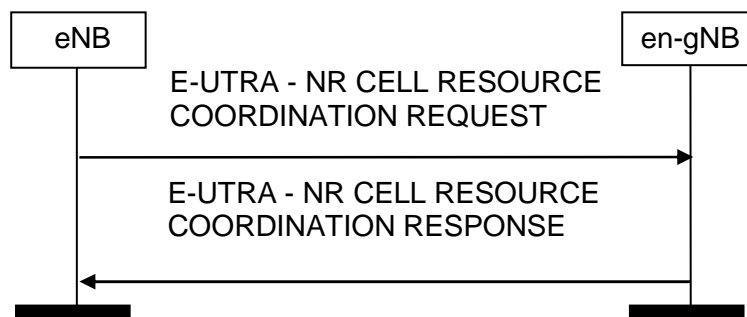 eNB
en-gNB
E-UTRA - NR CELL RESOURCE
COORDINATION REQUEST
E-UTRA - NR CELL RESOURCE
COORDINATION RESPONSE